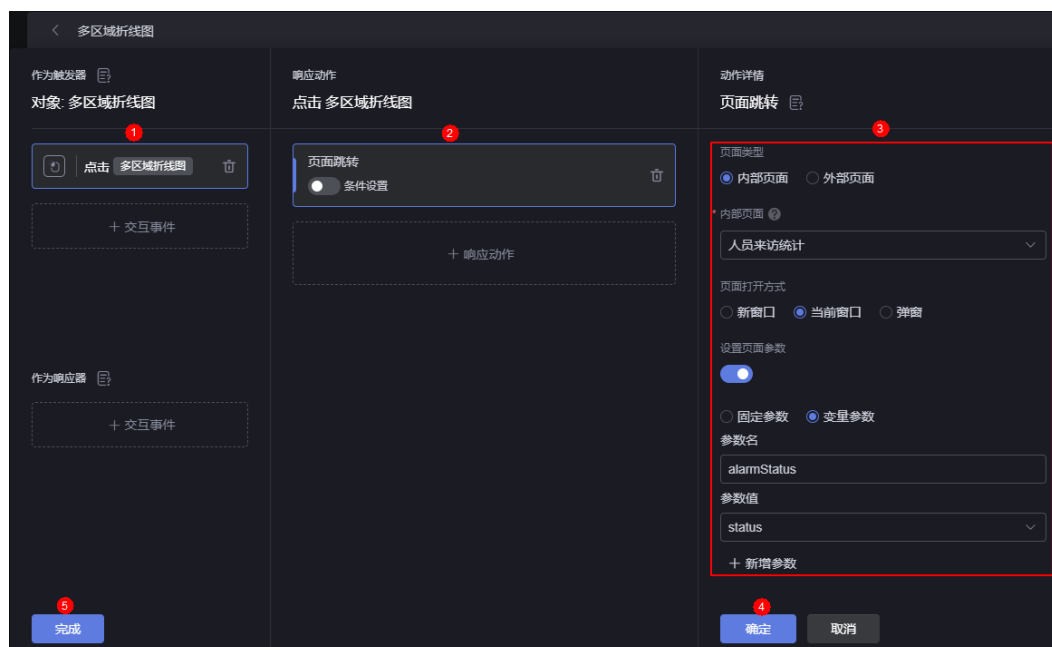 多区域折线图
作为触发器
对象: 多区域折线图
1
点击 多区域折线图
＋ 交互事件
作为响应器
＋ 交互事件
5
完成
响应动作
点击 多区域折线图
2
页面跳转
条件设置
＋ 响应动作
动作详情
页面跳转
3
页面类型
内部页面 外部页面
* 内部页面
人员来访统计
页面打开方式
新窗口 当前窗口 弹窗
设置页面参数
固定参数 变量参数
参数名
alarmStatus
参数值
status
＋ 新增参数
4
确定 取消